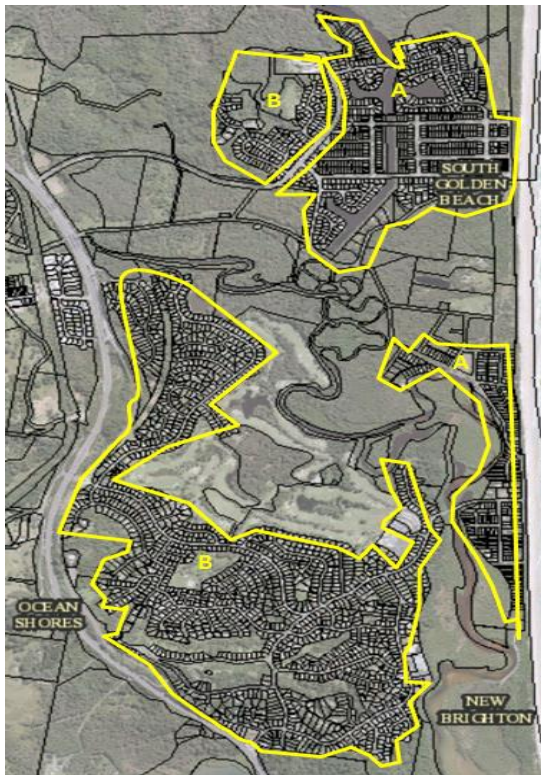 A
B
SOUTH
GOLDEN
BEACH
A
B
OCEAN
SHORES
NEW
BRIGHTON